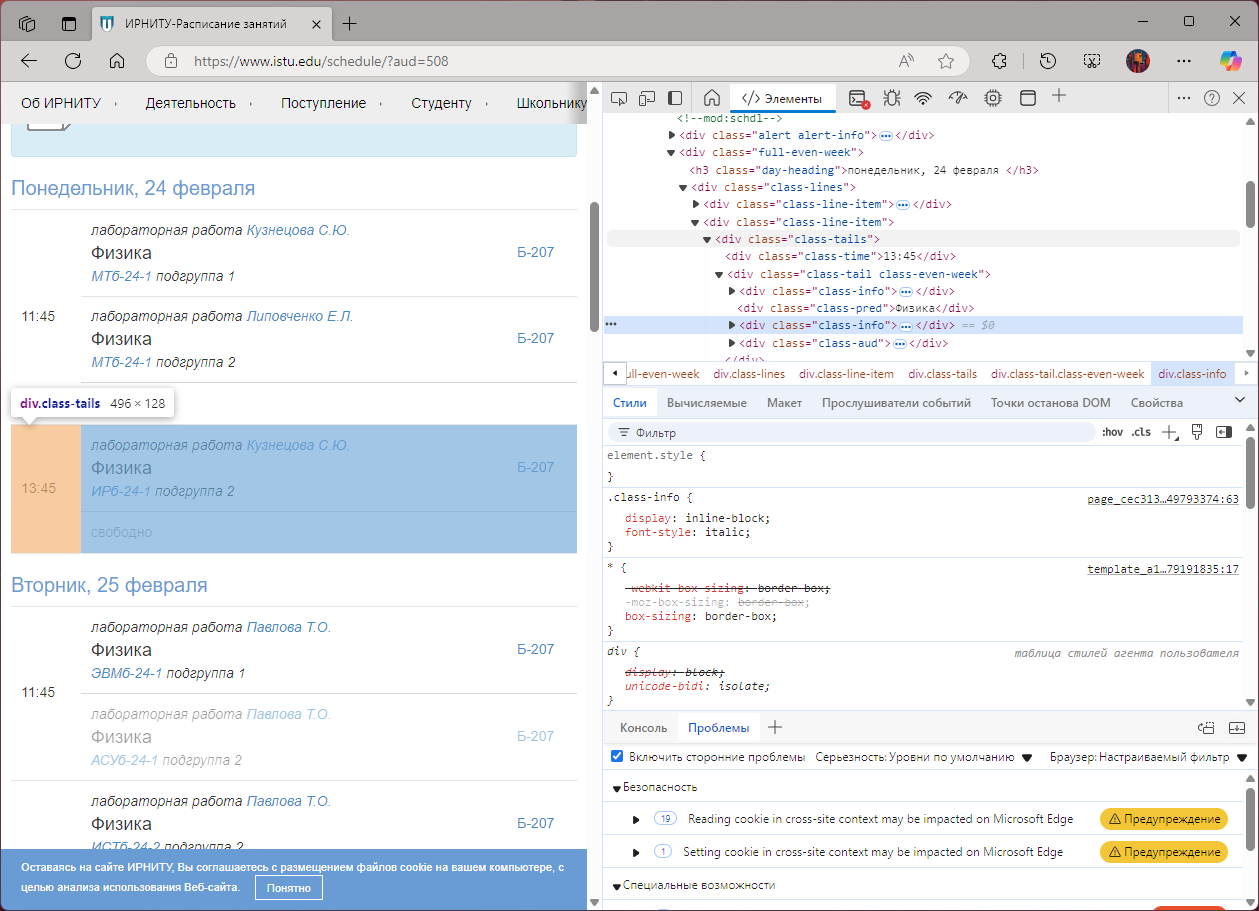 ИРНИТУ-Расписание занятий
https://www.istu.edu/schedule/?aud=508
Об ИРНИТУ
Деятельность
Поступление
Студенту
Школьнику
Понедельник, 24 февраля
лабораторная работа Кузнецова С.Ю.
Физика
Б-207
МТб-24-1 подгруппа 1
11:45
лабораторная работа Липовченко Е.Л.
Физика
Б-207
МТб-24-1 подгруппа 2
div.class-tails 496 × 128
лабораторная работа Кузнецова С.Ю.
Физика
Б-207
13:45
ИРб-24-1 подгруппа 2
свободно
Вторник, 25 февраля
лабораторная работа Павлова Т.О.
Физика
Б-207
ЭВМб-24-1 подгруппа 1
11:45
лабораторная работа Павлова Т.О.
Физика
Б-207
АСУб-24-1 подгруппа 2
лабораторная работа Павлова Т.О.
Физика
Б-207
ИСТб-24-2 подгруппа 2
Оставаясь на сайте ИРНИТУ, Вы соглашаетесь с размещением файлов cookie на вашем компьютере, с
целью анализа использования Веб-сайта.
Понятно
</> Элементы
<!--mod:schdl-->
<div class="alert alert-info">…</div>
<div class="full-even-week">
<h3 class="day-heading">понедельник, 24 февраля </h3>
<div class="class-lines">
<div class="class-line-item">…</div>
<div class="class-line-item">
<div class="class-tails">
<div class="class-time">13:45</div>
<div class="class-tail class-even-week">
<div class="class-info">…</div>
<div class="class-pred">Физика</div>
<div class="class-info">…</div> == $0
<div class="class-aud">…</div>
</div>
ull-even-week div.class-lines div.class-line-item div.class-tails div.class-tail.class-even-week div.class-info
Стили Вычисляемые Макет Прослушиватели событий Точки останова DOM Свойства
Фильтр
:hov .cls
element.style {
}
.class-info {
page_cec313…49793374:63
display: inline-block;
font-style: italic;
}
* {
template_a1…79191835:17
-webkit-box-sizing: border-box;
-moz-box-sizing: border-box;
box-sizing: border-box;
}
div {
таблица стилей агента пользователя
display: block;
unicode-bidi: isolate;
}
Консоль Проблемы
Включить сторонние проблемы Серьезность: Уровни по умолчанию Браузер: Настраиваемый фильтр
Безопасность
19 Reading cookie in cross-site context may be impacted on Microsoft Edge Предупреждение
1 Setting cookie in cross-site context may be impacted on Microsoft Edge Предупреждение
Специальные возможности